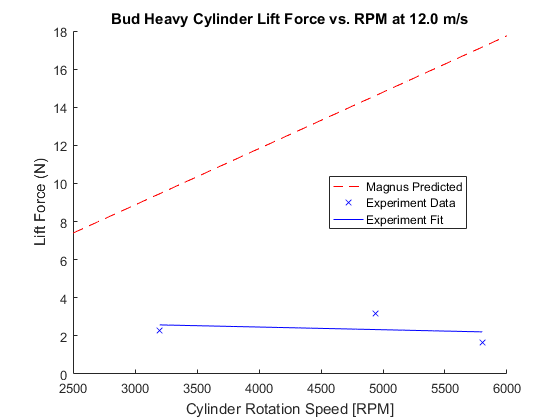 Bud Heavy Cylinder Lift Force vs. RPM at 12.0 m/s
18
16
14
12
10
8
6
4
2
0
Lift Force (N)
Magnus Predicted
Experiment Data
Experiment Fit
2500 3000 3500 4000 4500 5000 5500 6000
Cylinder Rotation Speed [RPM]